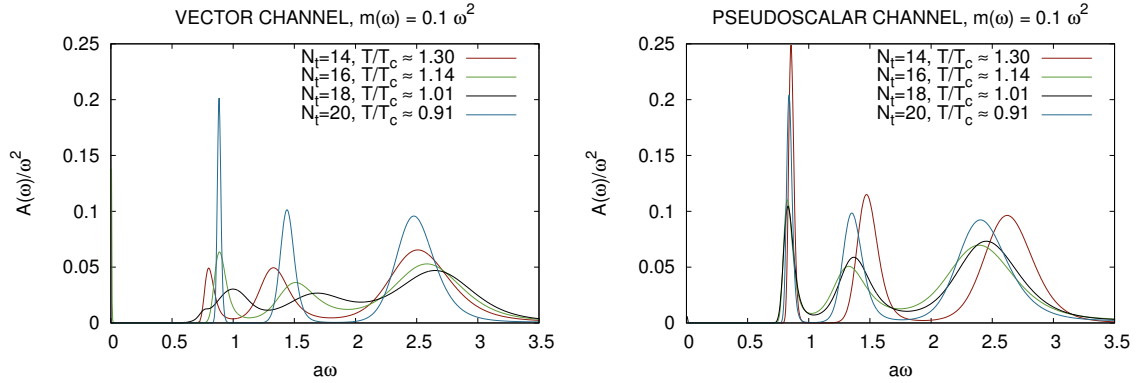 VECTOR CHANNEL, m(ω) = 0.1 ω²
A(ω)/ω²
0.25
0.2
0.15
0.1
0.05
0
N_t=14, T/T_c ≈ 1.30
N_t=16, T/T_c ≈ 1.14
N_t=18, T/T_c ≈ 1.01
N_t=20, T/T_c ≈ 0.91
0 0.5 1 1.5 2 2.5 3 3.5
aω
PSEUDOSCALAR CHANNEL, m(ω) = 0.1 ω²
A(ω)/ω²
0.25
0.2
0.15
0.1
0.05
0
N_t=14, T/T_c ≈ 1.30
N_t=16, T/T_c ≈ 1.14
N_t=18, T/T_c ≈ 1.01
N_t=20, T/T_c ≈ 0.91
0 0.5 1 1.5 2 2.5 3 3.5
aω